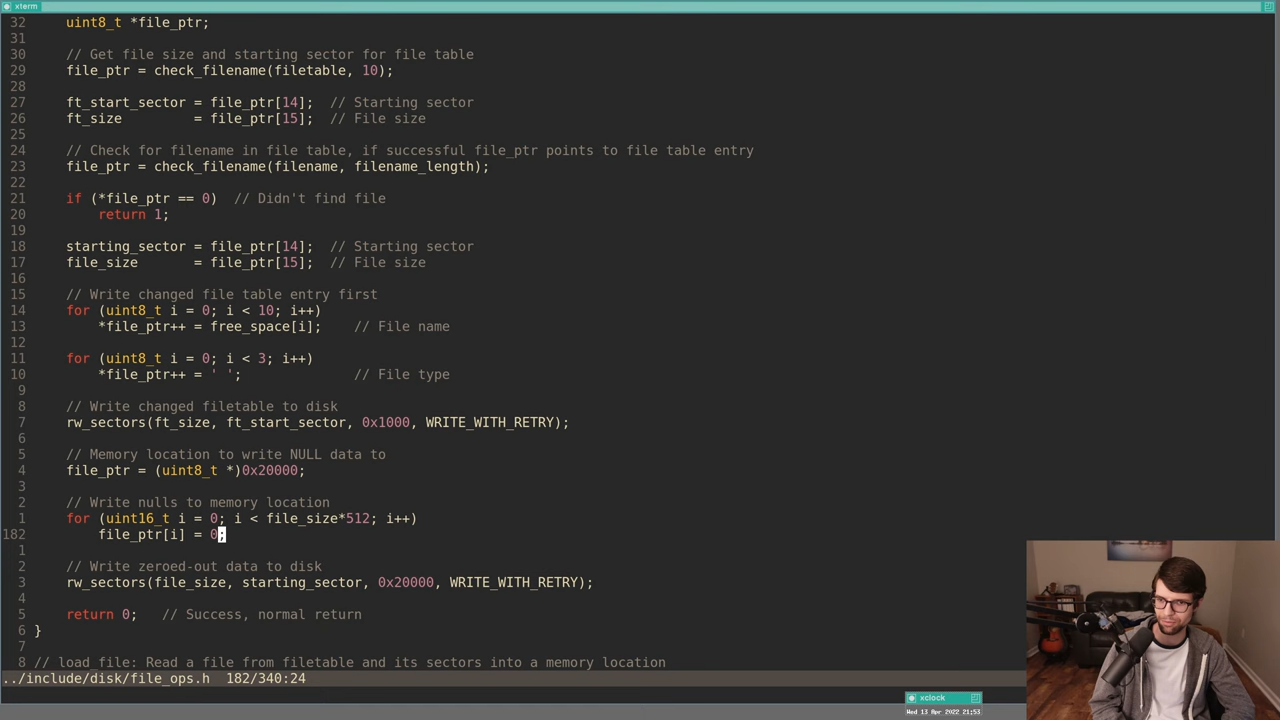 xterm
32 uint8_t *file_ptr;
31
30 // Get file size and starting sector for file table
29 file_ptr = check_filename(filetable, 10);
28
27 ft_start_sector = file_ptr[14]; // Starting sector
26 ft_size = file_ptr[15]; // File size
25
24 // Check for filename in file table, if successful file_ptr points to file table entry
23 file_ptr = check_filename(filename, filename_length);
22
21 if (*file_ptr == 0) // Didn't find file
20 return 1;
19
18 starting_sector = file_ptr[14]; // Starting sector
17 file_size = file_ptr[15]; // File size
16
15 // Write changed file table entry first
14 for (uint8_t i = 0; i < 10; i++)
13 *file_ptr++ = free_space[i]; // File name
12
11 for (uint8_t i = 0; i < 3; i++)
10 *file_ptr++ = ' '; // File type
9
8 // Write changed filetable to disk
7 rw_sectors(ft_size, ft_start_sector, 0x1000, WRITE_WITH_RETRY);
6
5 // Memory location to write NULL data to
4 file_ptr = (uint8_t *)0x20000;
3
2 // Write nulls to memory location
1 for (uint16_t i = 0; i < file_size*512; i++)
182 file_ptr[i] = 0;
1
2 // Write zeroed-out data to disk
3 rw_sectors(file_size, starting_sector, 0x20000, WRITE_WITH_RETRY);
4
5 return 0; // Success, normal return
6 }
7
8 // load_file: Read a file from filetable and its sectors into a memory location
../include/disk/file_ops.h 182/340:24
xclock
Wed 13 Apr 2022 21:53